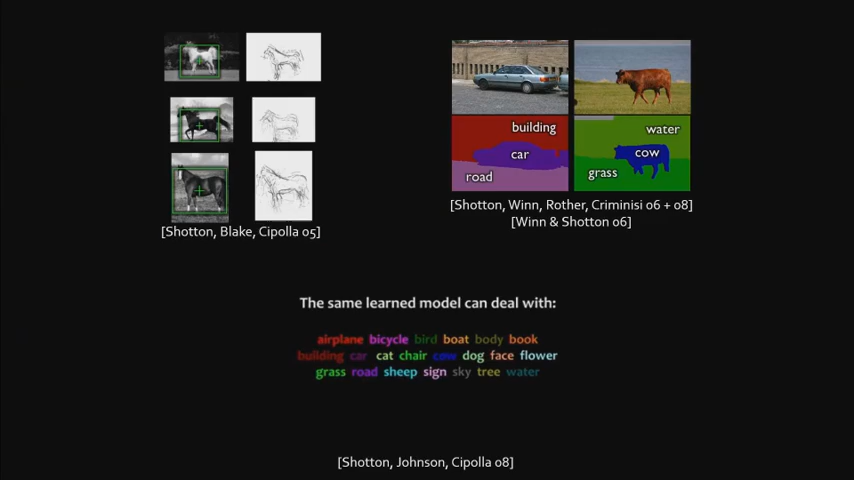 building
car
road
water
cow
grass
[Shotton, Blake, Cipolla 05]
[Shotton, Winn, Rother, Criminisi 06 + 08]
[Winn & Shotton 06]
The same learned model can deal with:
airplane bicycle bird boat body book
building car cat chair cow dog face flower
grass road sheep sign sky tree water
[Shotton, Johnson, Cipolla 08]